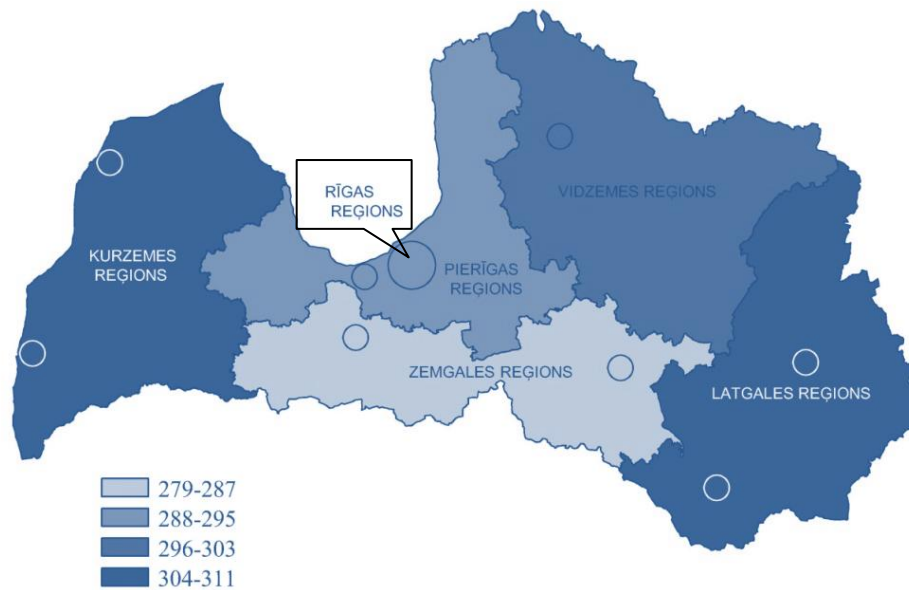 RĪGAS
REĢIONS
VIDZEMES REĢIONS
KURZEMES
REĢIONS
PIERĪGAS
REĢIONS
ZEMGALES REĢIONS
LATGALES REĢIONS
279-287
288-295
296-303
304-311